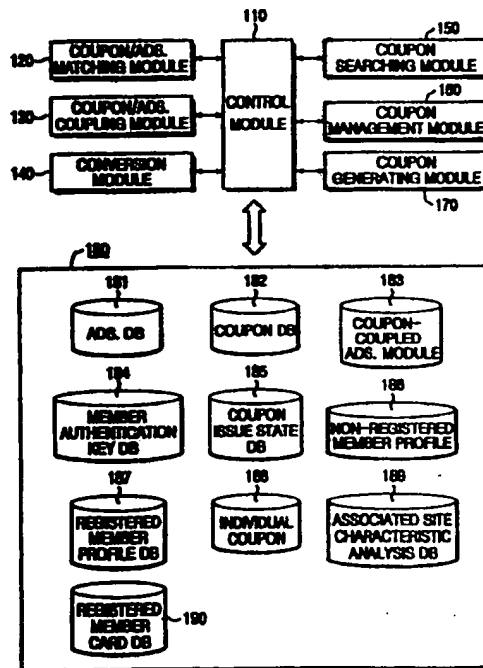 110
120
COUPON/ADS.
MATCHING MODULE
130
COUPON/ADS.
COUPLING MODULE
140
CONVERSION
MODULE
CONTROL
MODULE
150
COUPON
SEARCHING MODULE
160
COUPON
MANAGEMENT MODULE
COUPON
GENERATING MODULE
170
180
181
ADS. DB
182
COUPON DB
183
COUPON-
COUPLED
ADS. MODULE
184
MEMBER
AUTHENTICATION
KEY DB
185
COUPON
ISSUE STATE
DB
186
NON-REGISTERED
MEMBER PROFILE
187
REGISTERED
MEMBER
PROFILE DB
188
INDIVIDUAL
COUPON
189
ASSOCIATED SITE
CHARACTERISTIC
ANALYSIS DB
REGISTERED
MEMBER
CARD DB
190